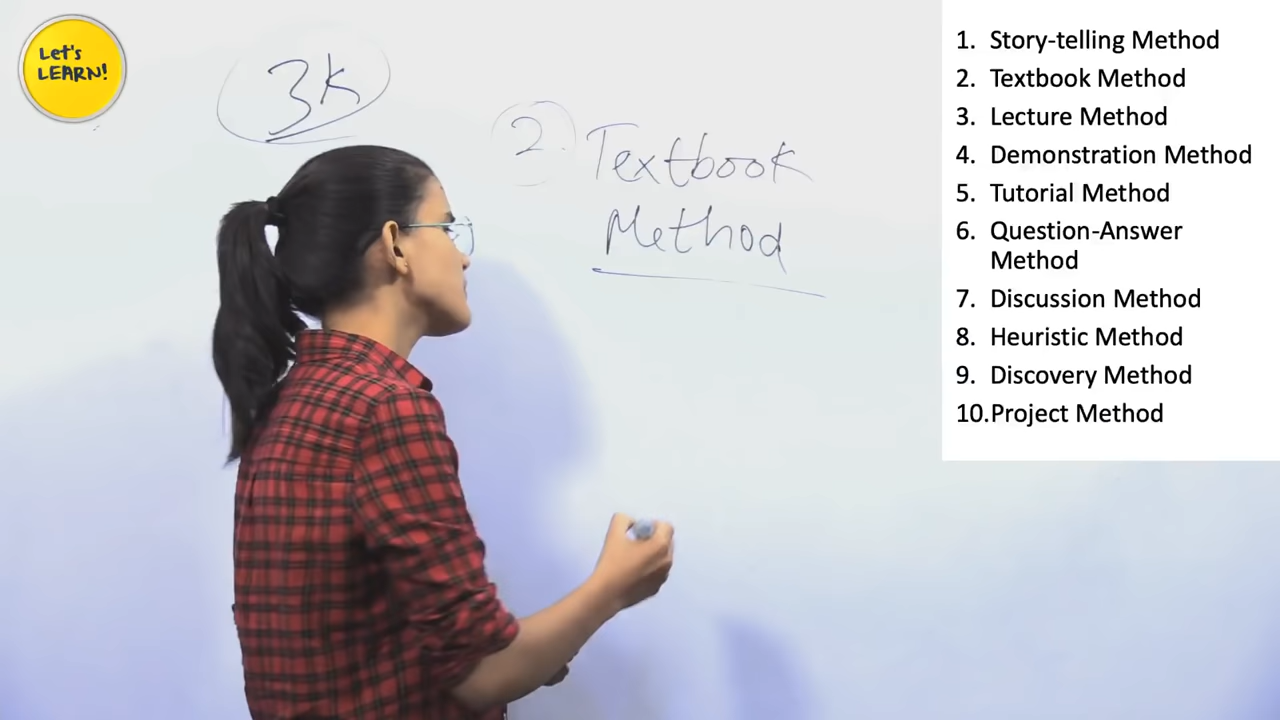 Let's
LEARN!
3K
2. Textbook
Method
1. Story-telling Method
2. Textbook Method
3. Lecture Method
4. Demonstration Method
5. Tutorial Method
6. Question-Answer
Method
7. Discussion Method
8. Heuristic Method
9. Discovery Method
10.Project Method